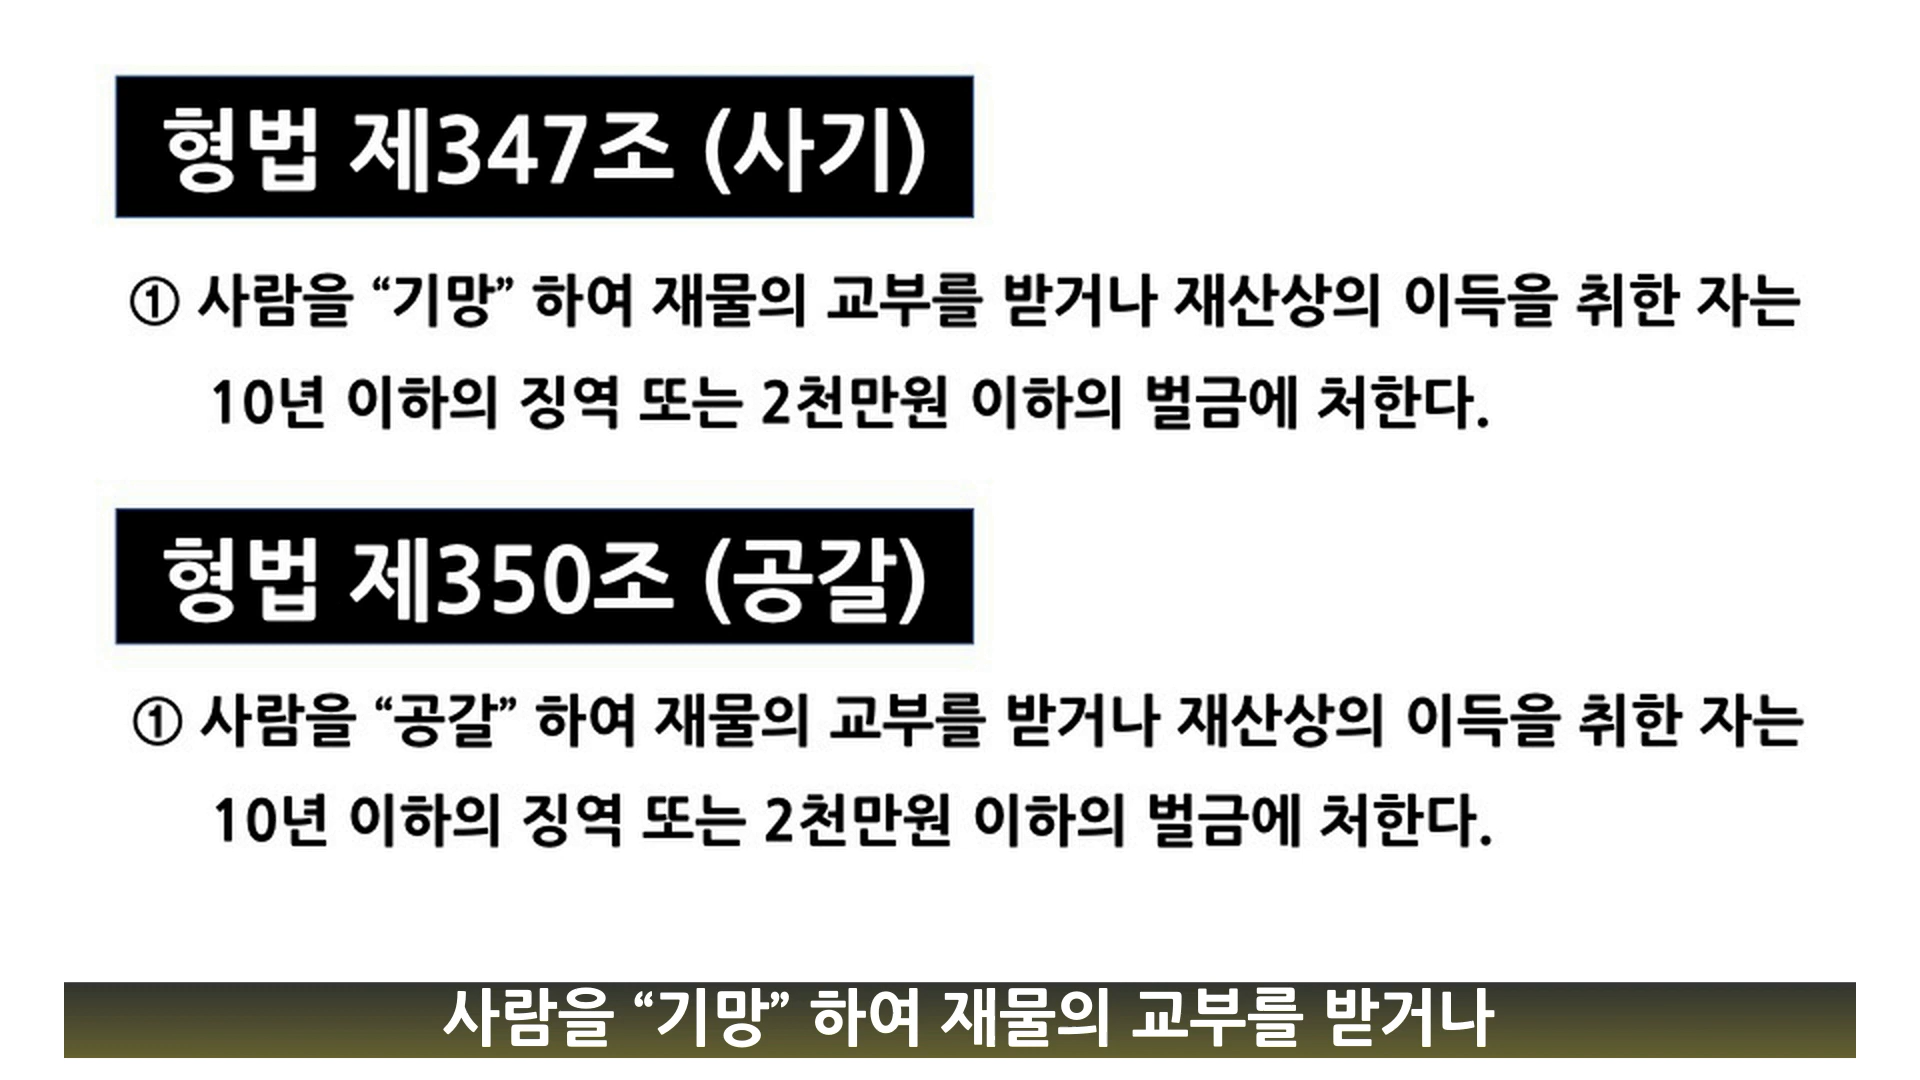 형법 제347조 (사기)
① 사람을 “기망” 하여 재물의 교부를 받거나 재산상의 이득을 취한 자는
10년 이하의 징역 또는 2천만원 이하의 벌금에 처한다.
형법 제350조 (공갈)
① 사람을 “공갈” 하여 재물의 교부를 받거나 재산상의 이득을 취한 자는
10년 이하의 징역 또는 2천만원 이하의 벌금에 처한다.
사람을 “기망” 하여 재물의 교부를 받거나